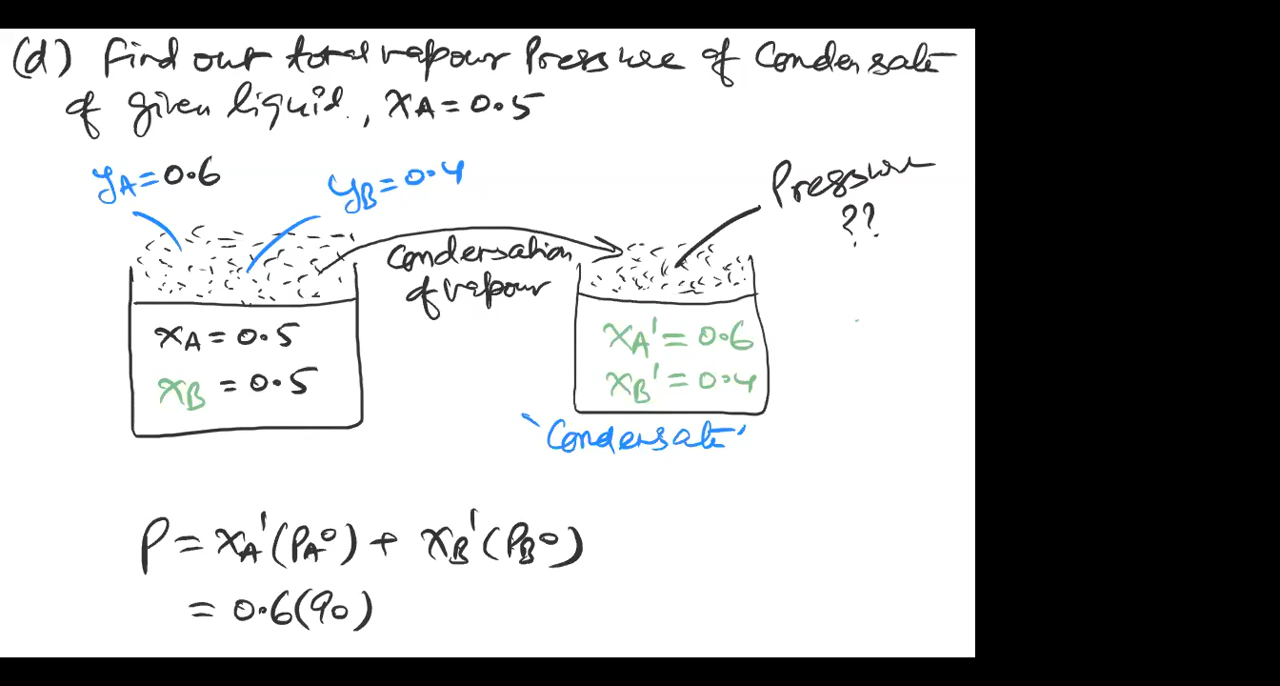 (d) Find out total vapour Pressure of Condensate
of given liquid, xA = 0.5
yA = 0.6
yB = 0.4
Pressure
??
Condensation
of vapour
xA = 0.5
xB = 0.5
xA' = 0.6
xB' = 0.4
'Condensate'
P = xA'(PA°) + xB'(PB°)
= 0.6(90)